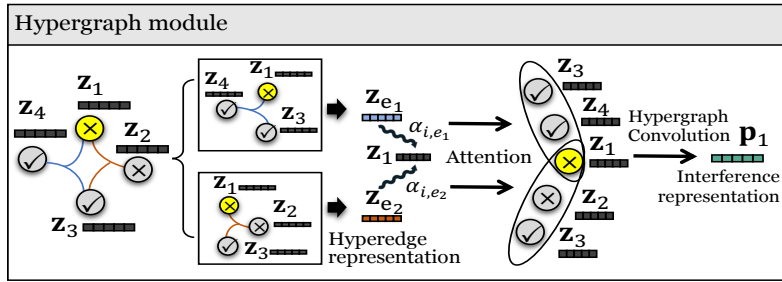 Hypergraph module
z1
z4
z2
z3
z1
z4
z3
z1
z2
z3
ze1
αi,e1
z1
αi,e2
ze2
Hyperedge
representation
Attention
z3
z4
z1
z2
z3
Hypergraph
Convolution
p1
Interference
representation